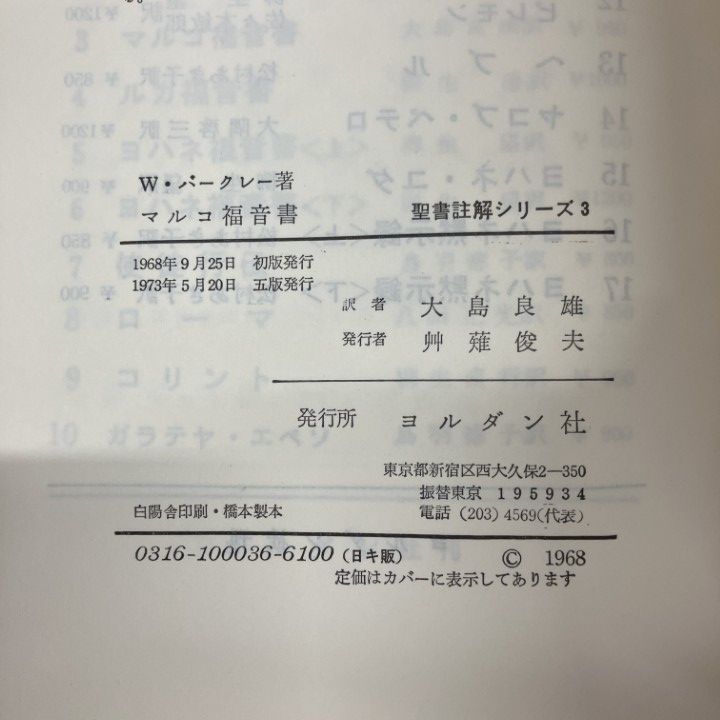 W・バークレー著
マルコ福音書
聖書註解シリーズ3
1968年9月25日 初版発行
1973年5月20日 五版発行
訳者 大島良雄
発行者 艸薙俊夫
発行所 ヨルダン社
東京都新宿区西大久保2—350
振替東京 195934
電話 (203) 4569(代表)
白陽舎印刷・橋本製本
0316-100036-6100 (日キ販)
© 1968
定価はカバーに表示してあります